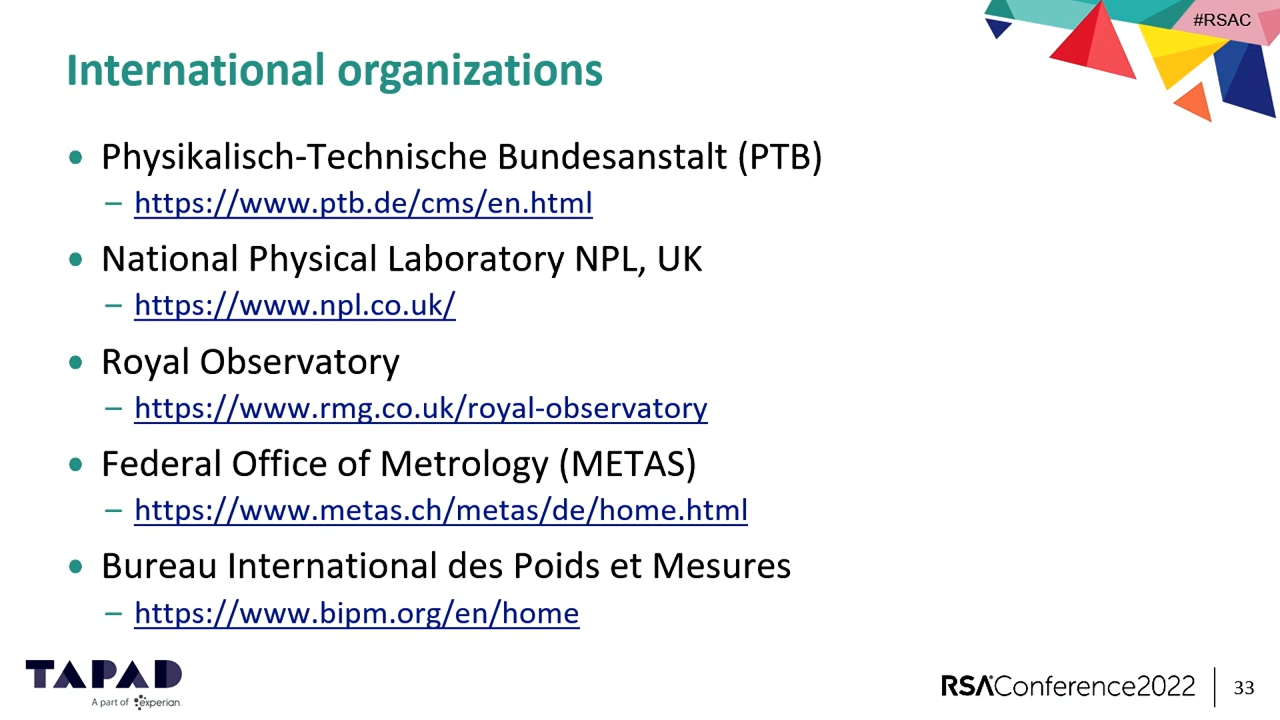 #RSAC
International organizations
• Physikalisch-Technische Bundesanstalt (PTB)
– https://www.ptb.de/cms/en.html
• National Physical Laboratory NPL, UK
– https://www.npl.co.uk/
• Royal Observatory
– https://www.rmg.co.uk/royal-observatory
• Federal Office of Metrology (METAS)
– https://www.metas.ch/metas/de/home.html
• Bureau International des Poids et Mesures
– https://www.bipm.org/en/home
TAPAD
A part of experian.
RSAConference2022
33